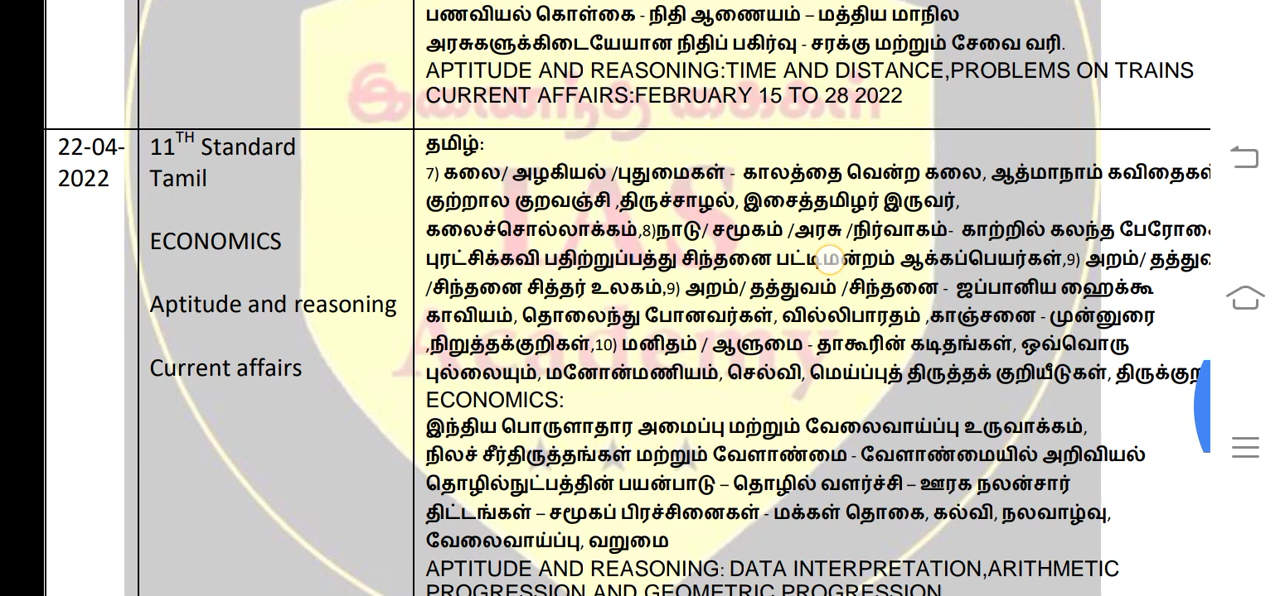 பணவியல் கொள்கை - நிதி ஆணையம் – மத்திய மாநில
அரசுகளுக்கிடையேயான நிதிப் பகிர்வு - சரக்கு மற்றும் சேவை வரி.
APTITUDE AND REASONING:TIME AND DISTANCE,PROBLEMS ON TRAINS
CURRENT AFFAIRS:FEBRUARY 15 TO 28 2022
22-04-
2022
11TH Standard
Tamil
ECONOMICS
Aptitude and reasoning
Current affairs
தமிழ்:
7) கலை/ அழகியல் /புதுமைகள் - காலத்தை வென்ற கலை, ஆத்மாநாம் கவிதைகள்
குற்றால குறவஞ்சி ,திருச்சாழல், இசைத்தமிழர் இருவர்,
கலைச்சொல்லாக்கம்,8)நாடு/ சமூகம் /அரசு /நிர்வாகம்- காற்றில் கலந்த
புரட்சிக்கவி பதிற்றுப்பத்து சிந்தனை பட்டிமன்றம் ஆக்கப்பெயர்கள்,9) அறம்/
/சிந்தனை சித்தர் உலகம்,9) அறம்/ தத்துவம் /சிந்தனை - ஜப்பானிய ஹைக்கூ
காவியம், தொலைந்து போனவர்கள், வில்லிபாரதம் ,காஞ்சனை - முன்னுரை
,நிறுத்தக்குறிகள்,10) மனிதம் / ஆளுமை - தாகூரின் கடிதங்கள், ஒவ்வொரு
புல்லையும், மனோன்மணியம், செல்வி, மெய்ப்புத் திருத்தக் குறியீடுகள்,
ECONOMICS:
இந்திய பொருளாதார அமைப்பு மற்றும் வேலைவாய்ப்பு உருவாக்கம்,
நிலச் சீர்திருத்தங்கள் மற்றும் வேளாண்மை - வேளாண்மையில் அறிவியல்
தொழில்நுட்பத்தின் பயன்பாடு – தொழில் வளர்ச்சி – ஊரக நலன்சார்
திட்டங்கள் – சமூகப் பிரச்சினைகள் - மக்கள் தொகை, கல்வி, நலவாழ்வு,
வேலைவாய்ப்பு, வறுமை
APTITUDE AND REASONING: DATA INTERPRETATION,ARITHMETIC
PROGRESSION AND GEOMETRIC PROGRESSION
IAS
Academy